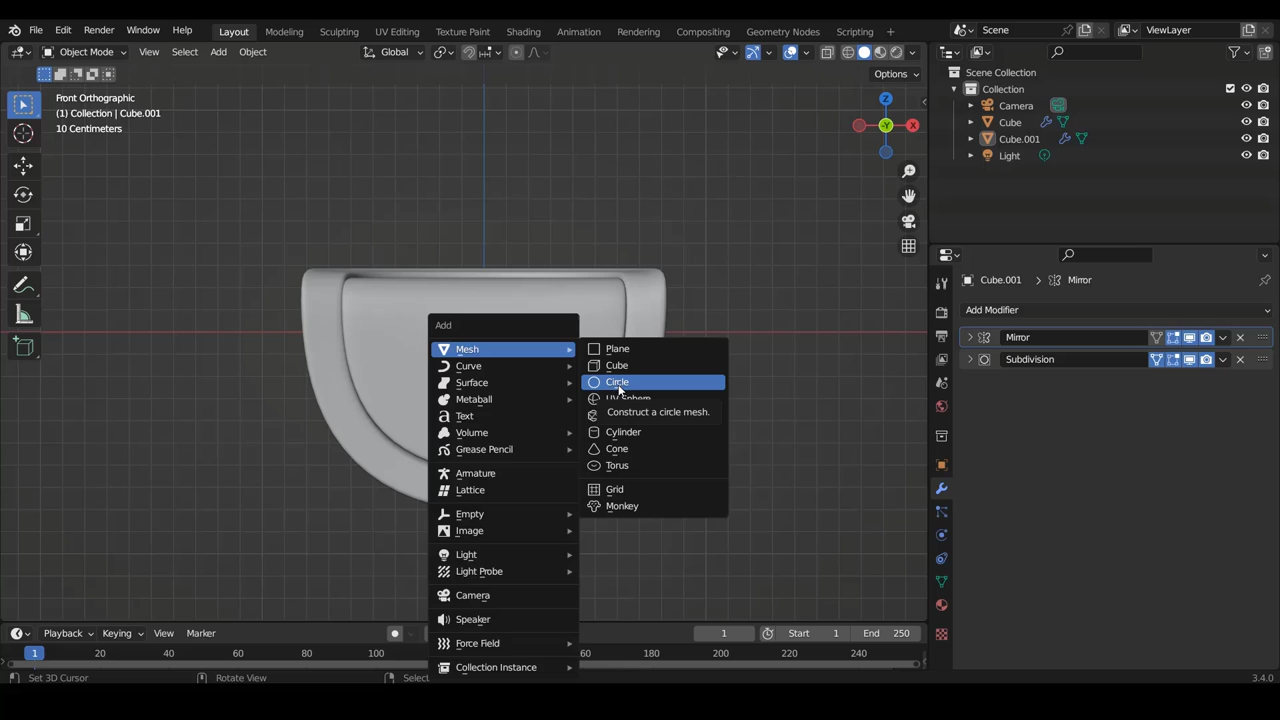 File Edit Render Window Help Layout Modeling Sculpting UV Editing Texture Paint Shading Animation Rendering Compositing Geometry Nodes Scripting Scene ViewLayer
Object Mode View Select Add Object Global
Options
Front Orthographic
(1) Collection | Cube.001
10 Centimeters
Z
-Y
X
Add
Mesh
Curve
Surface
Metaball
Text
Volume
Grease Pencil
Armature
Lattice
Empty
Image
Light
Light Probe
Camera
Speaker
Force Field
Collection Instance
Plane
Cube
Circle
UV Sphere
Construct a circle mesh.
Cylinder
Cone
Torus
Grid
Monkey
Scene Collection
Collection
Camera
Cube
Cube.001
Light
Cube.001 > Mirror
Add Modifier
Mirror
Subdivision
Playback Keying View Marker 1 Start 1 End 250
1 20 40 60 80 100 160 180 200 220 240
Set 3D Cursor Rotate View Select 3.4.0